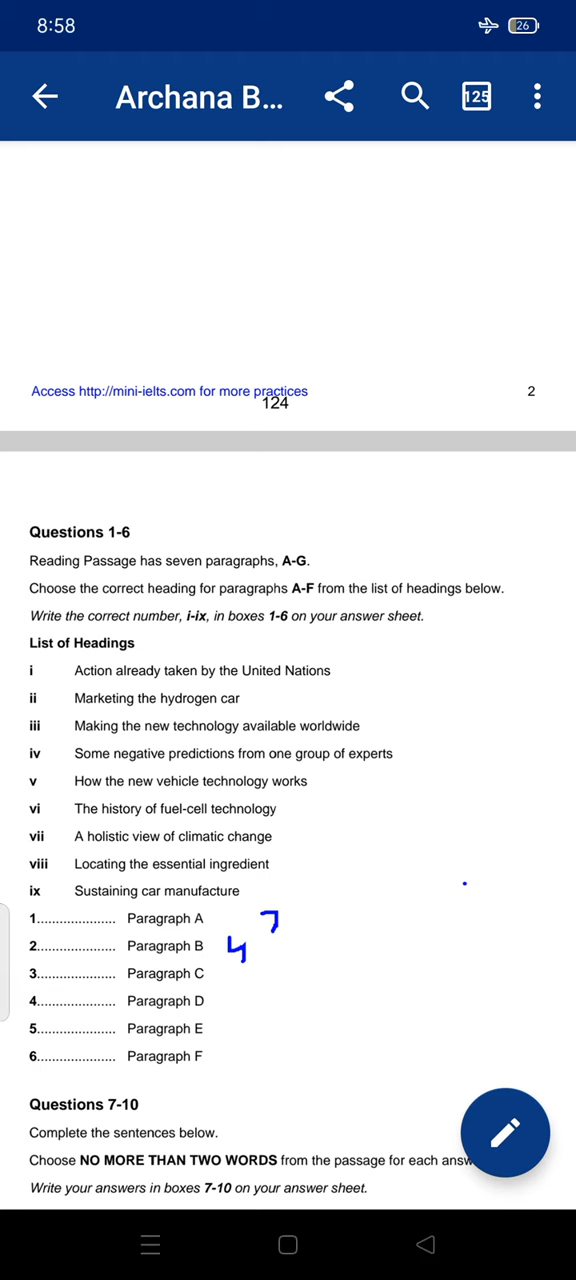 8:58
26
Archana B...
125
Access http://mini-ielts.com for more practices
2
124
Questions 1-6
Reading Passage has seven paragraphs, A-G.
Choose the correct heading for paragraphs A-F from the list of headings below.
Write the correct number, i-ix, in boxes 1-6 on your answer sheet.
List of Headings
i Action already taken by the United Nations
ii Marketing the hydrogen car
iii Making the new technology available worldwide
iv Some negative predictions from one group of experts
v How the new vehicle technology works
vi The history of fuel-cell technology
vii A holistic view of climatic change
viii Locating the essential ingredient
ix Sustaining car manufacture
1.................... Paragraph A 7
2.................... Paragraph B 4
3.................... Paragraph C
4.................... Paragraph D
5.................... Paragraph E
6.................... Paragraph F
Questions 7-10
Complete the sentences below.
Choose NO MORE THAN TWO WORDS from the passage for each answ
Write your answers in boxes 7-10 on your answer sheet.